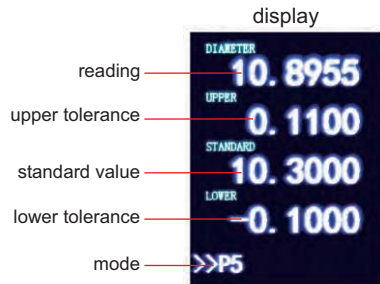 display
DIAMETER
reading 10.8955
UPPER
upper tolerance 0.1100
STANDARD
standard value 10.3000
LOWER
lower tolerance -0.1000
mode >>P5